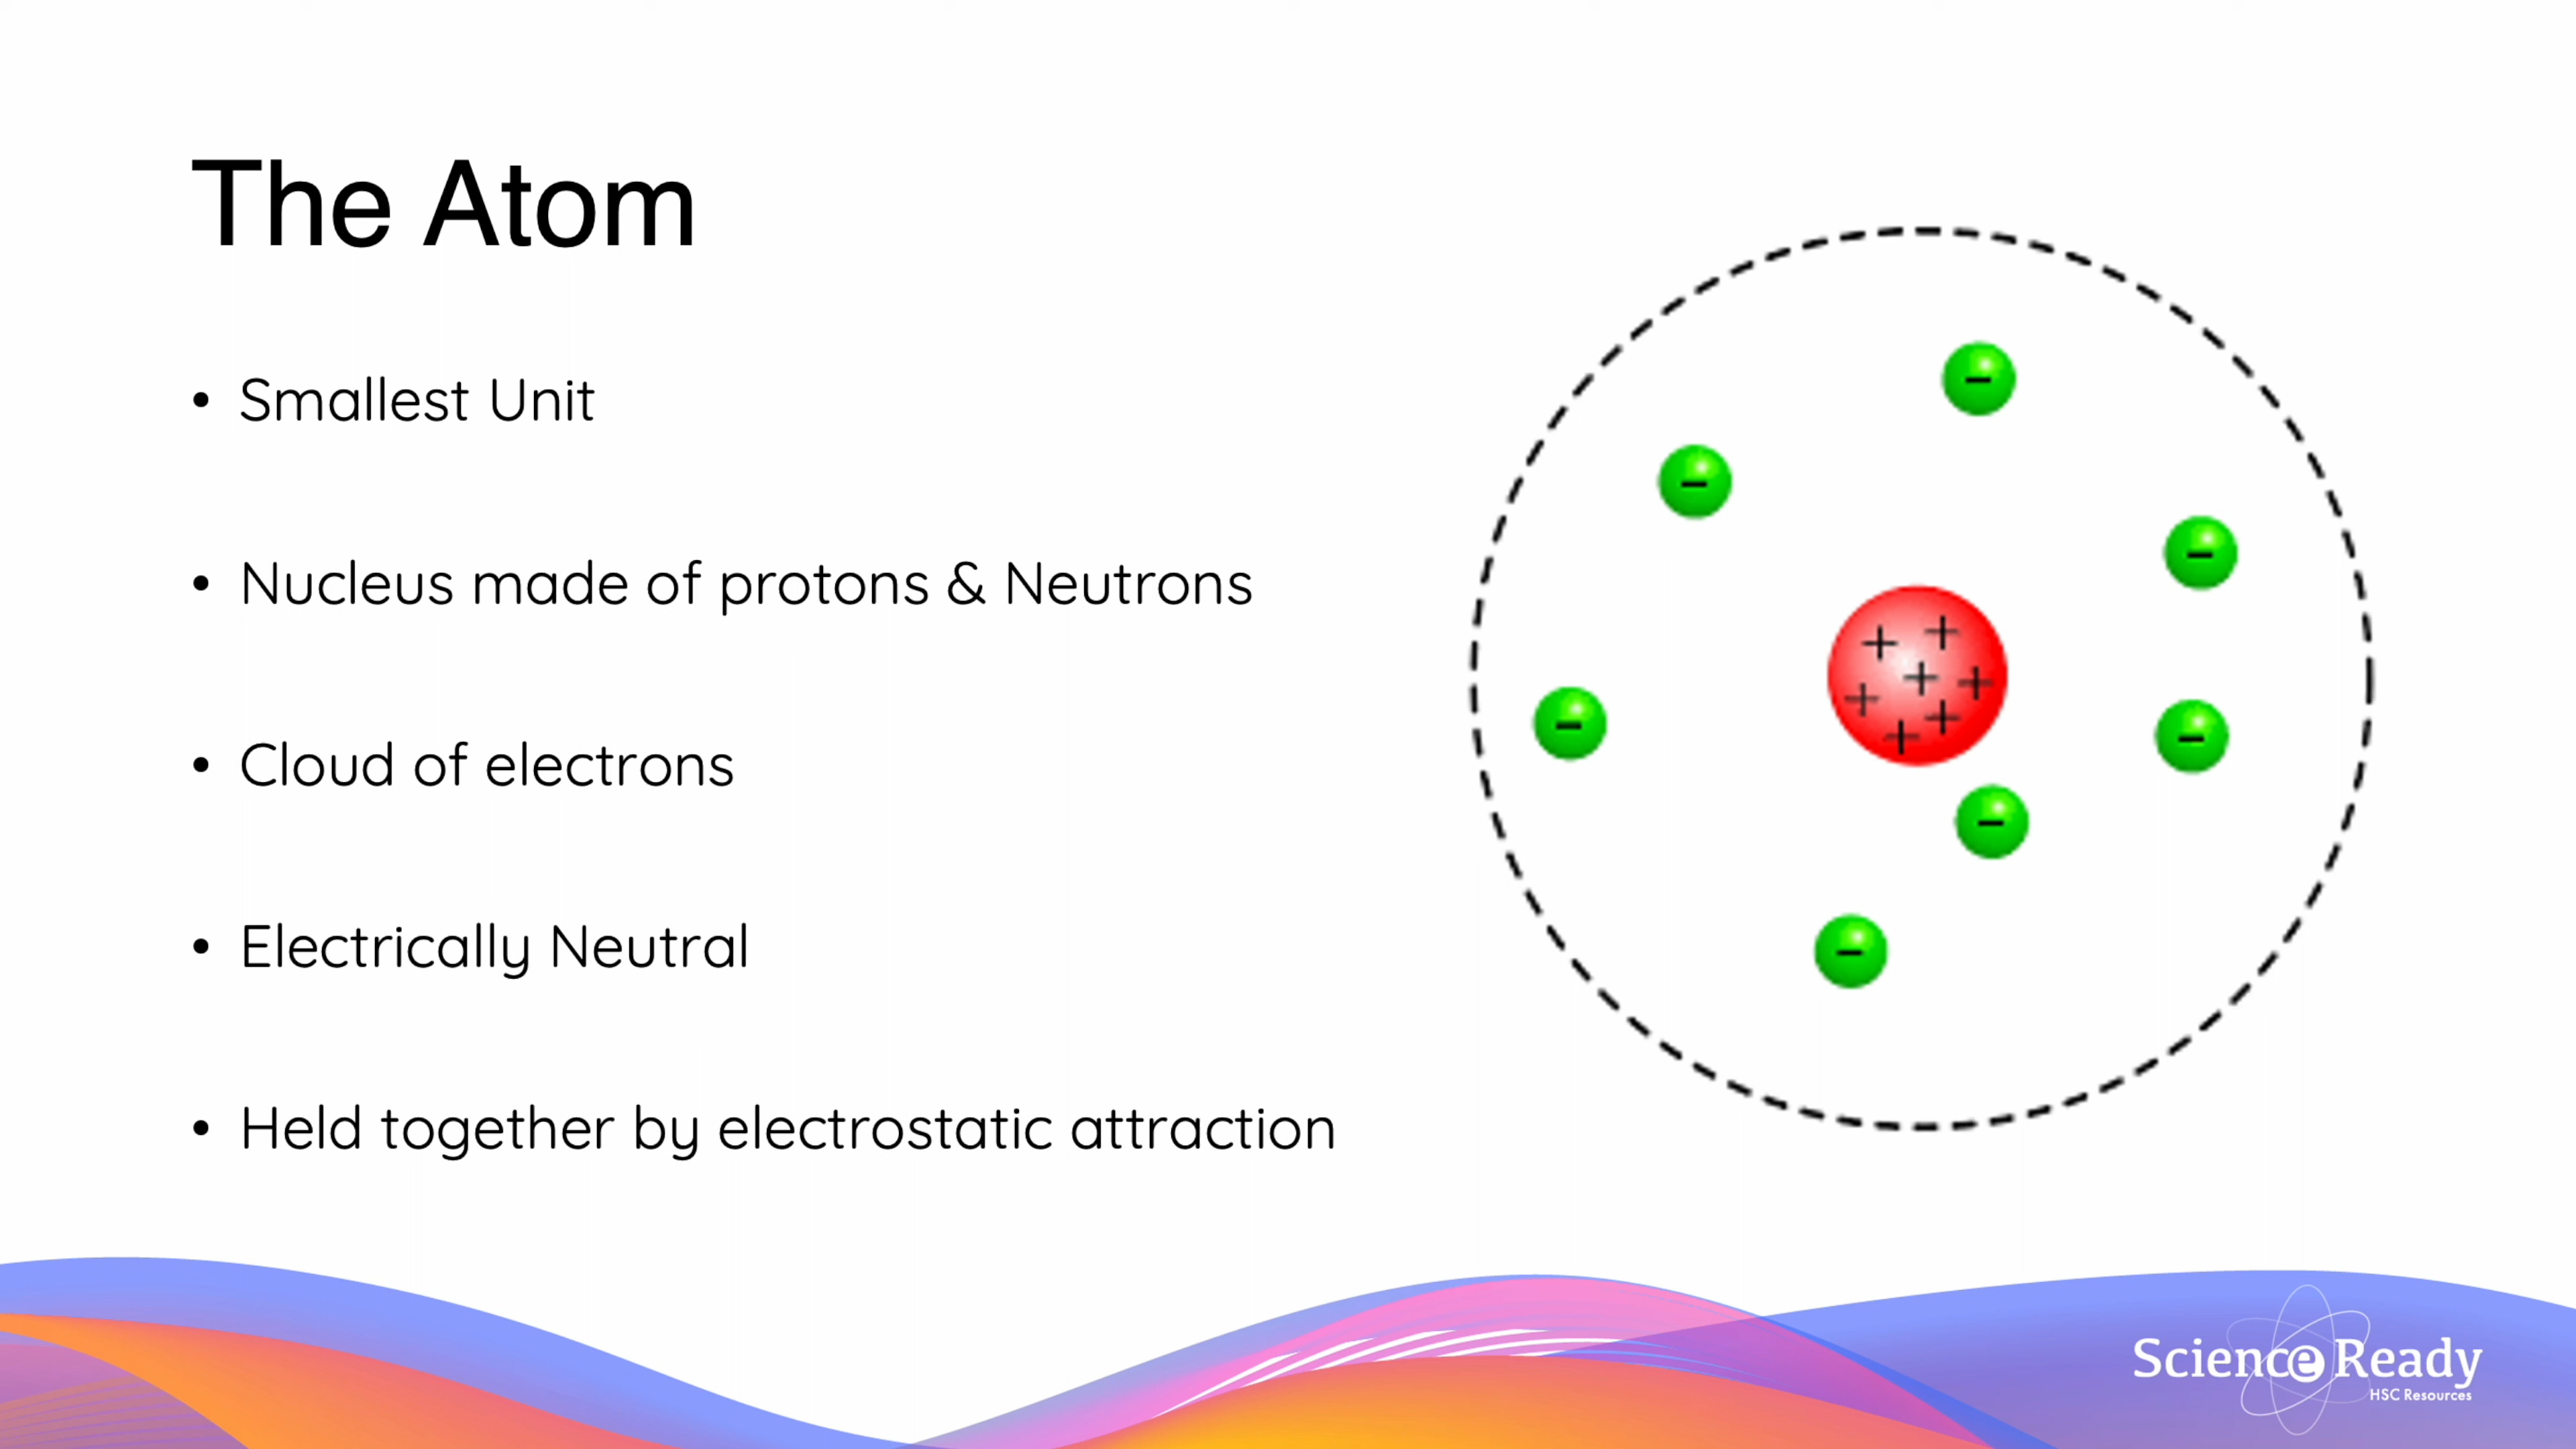 The Atom
• Smallest Unit
• Nucleus made of protons & Neutrons
• Cloud of electrons
• Electrically Neutral
• Held together by electrostatic attraction
−
−
−
+ +
+ + +
+ +
−
−
−
−
Science Ready
HSC Resources